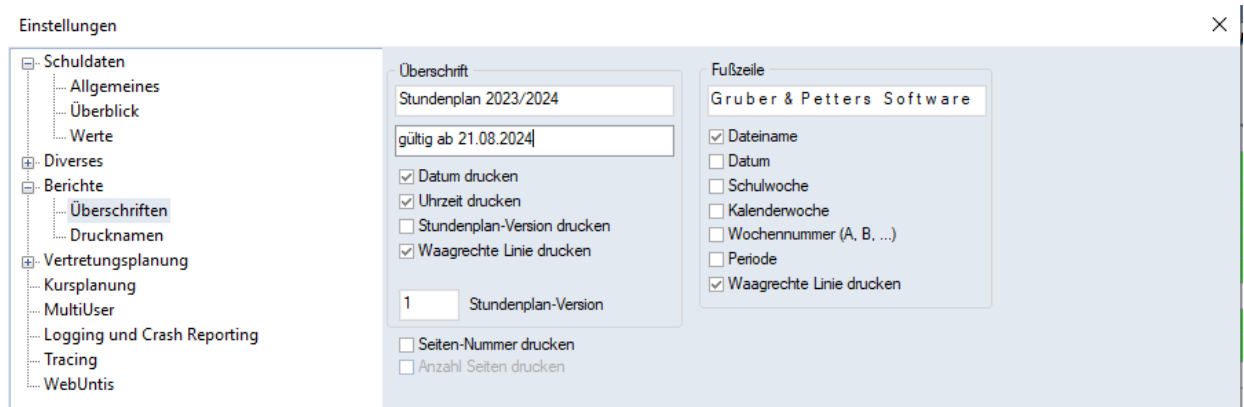 Einstellungen
Schuldaten
Allgemeines
Überblick
Werte
Diverses
Berichte
Überschriften
Drucknamen
Vertretungsplanung
Kursplanung
MultiUser
Logging und Crash Reporting
Tracing
WebUntis
Überschrift
Stundenplan 2023/2024
gültig ab 21.08.2024
Datum drucken
Uhrzeit drucken
Stundenplan-Version drucken
Waagrechte Linie drucken
1 Stundenplan-Version
Seiten-Nummer drucken
Anzahl Seiten drucken
Fußzeile
Gruber & Petters Software
Dateiname
Datum
Schulwoche
Kalenderwoche
Wochennummer (A, B, ...)
Periode
Waagrechte Linie drucken